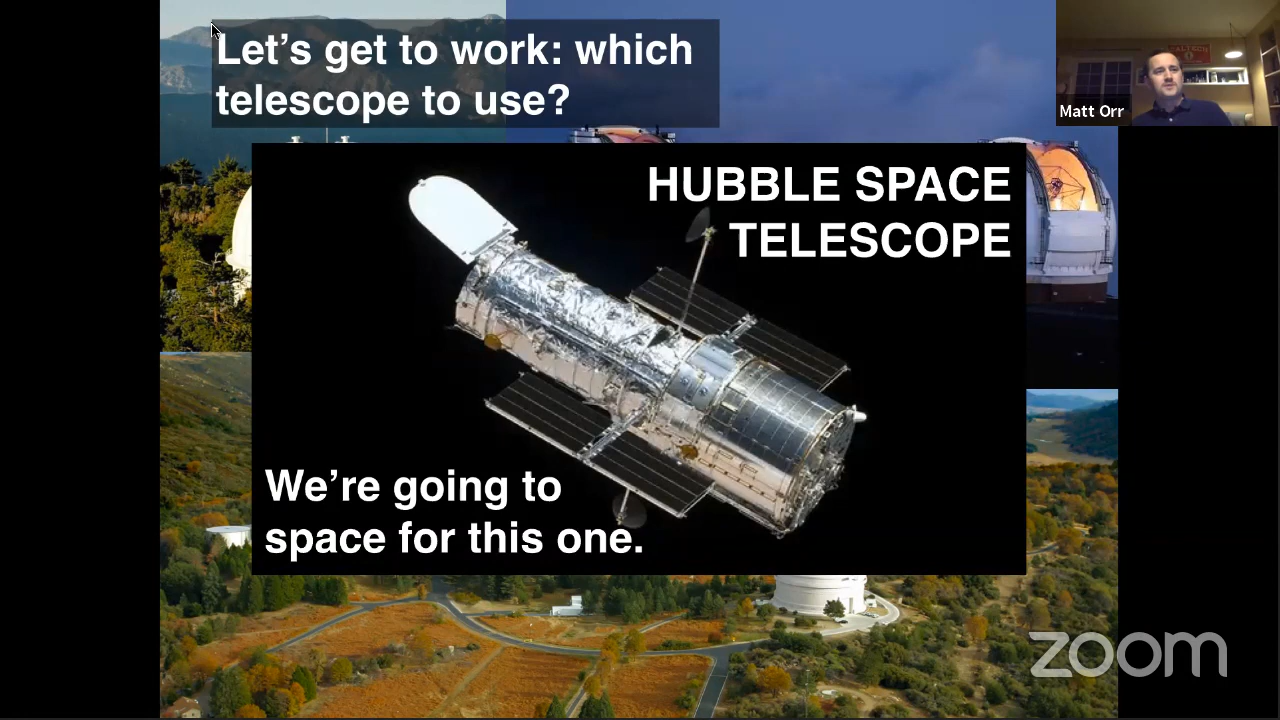 Let's get to work: which
telescope to use?
Matt Orr
HUBBLE SPACE
TELESCOPE
We're going to
space for this one.
zoom